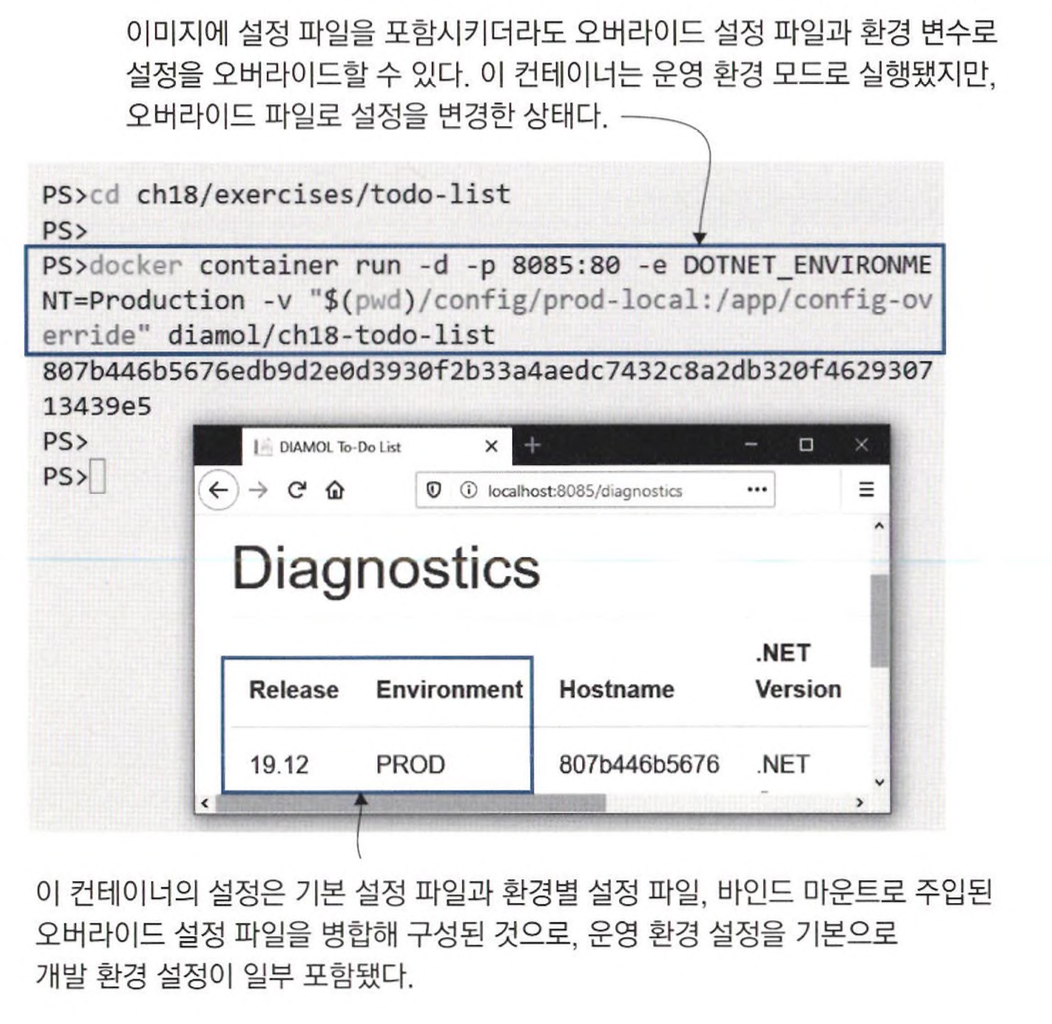 이미지에 설정 파일을 포함시키더라도 오버라이드 설정 파일과 환경 변수로
설정을 오버라이드할 수 있다. 이 컨테이너는 운영 환경 모드로 실행됐지만,
오버라이드 파일로 설정을 변경한 상태다.
PS>cd ch18/exercises/todo-list
PS>
PS>docker container run -d -p 8085:80 -e DOTNET_ENVIRONME
NT=Production -v "$(pwd)/config/prod-local:/app/config-ov
erride" diamol/ch18-todo-list
807b446b5676edb9d2e0d3930f2b33a4aedc7432c8a2db320f4629307
13439e5
PS>
PS>
DIAMOL To-Do List
localhost:8085/diagnostics
Diagnostics
Release Environment Hostname .NET Version
19.12 PROD 807b446b5676 .NET
이 컨테이너의 설정은 기본 설정 파일과 환경별 설정 파일, 바인드 마운트로 주입된
오버라이드 설정 파일을 병합해 구성된 것으로, 운영 환경 설정을 기본으로
개발 환경 설정이 일부 포함됐다.